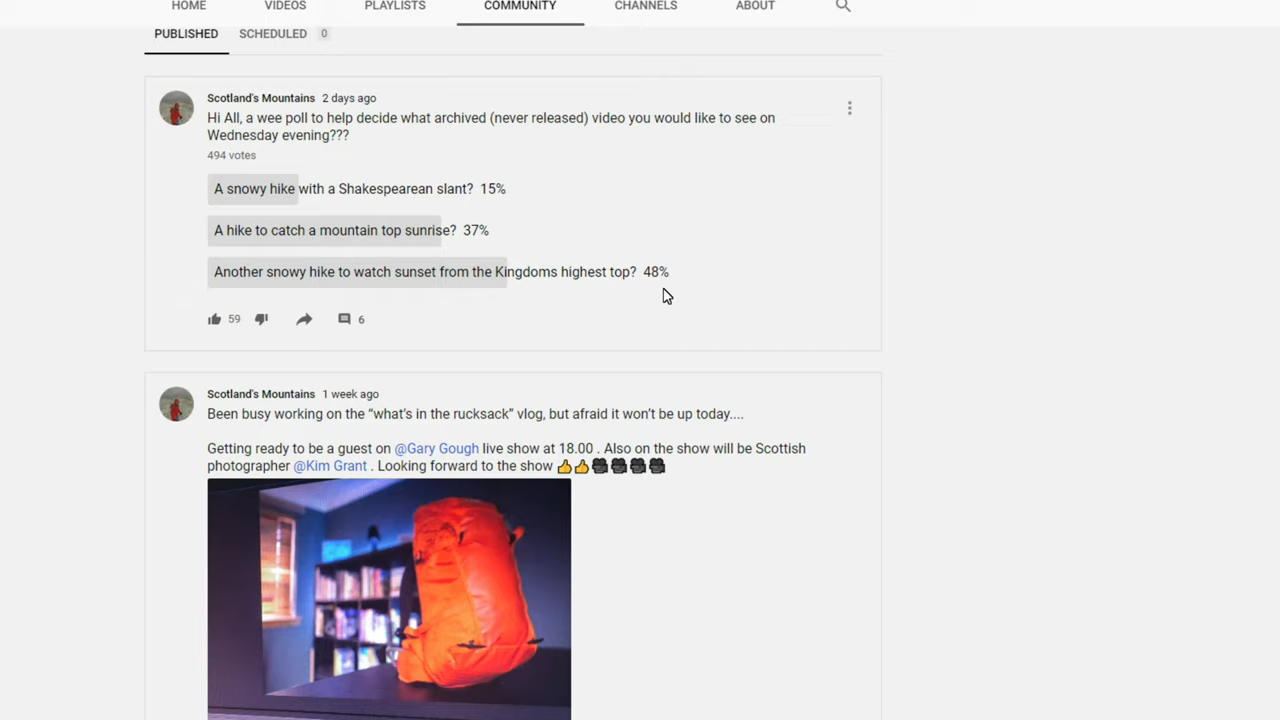 HOME VIDEOS PLAYLISTS COMMUNITY CHANNELS ABOUT
PUBLISHED SCHEDULED 0
Scotland's Mountains 2 days ago
Hi All, a wee poll to help decide what archived (never released) video you would like to see on
Wednesday evening???
494 votes
A snowy hike with a Shakespearean slant? 15%
A hike to catch a mountain top sunrise? 37%
Another snowy hike to watch sunset from the Kingdoms highest top? 48%
59 6
Scotland's Mountains 1 week ago
Been busy working on the “what's in the rucksack” vlog, but afraid it won’t be up today....
Getting ready to be a guest on @Gary Gough live show at 18.00 . Also on the show will be Scottish
photographer @Kim Grant . Looking forward to the show 👍👍🎥🎥🎥🎥